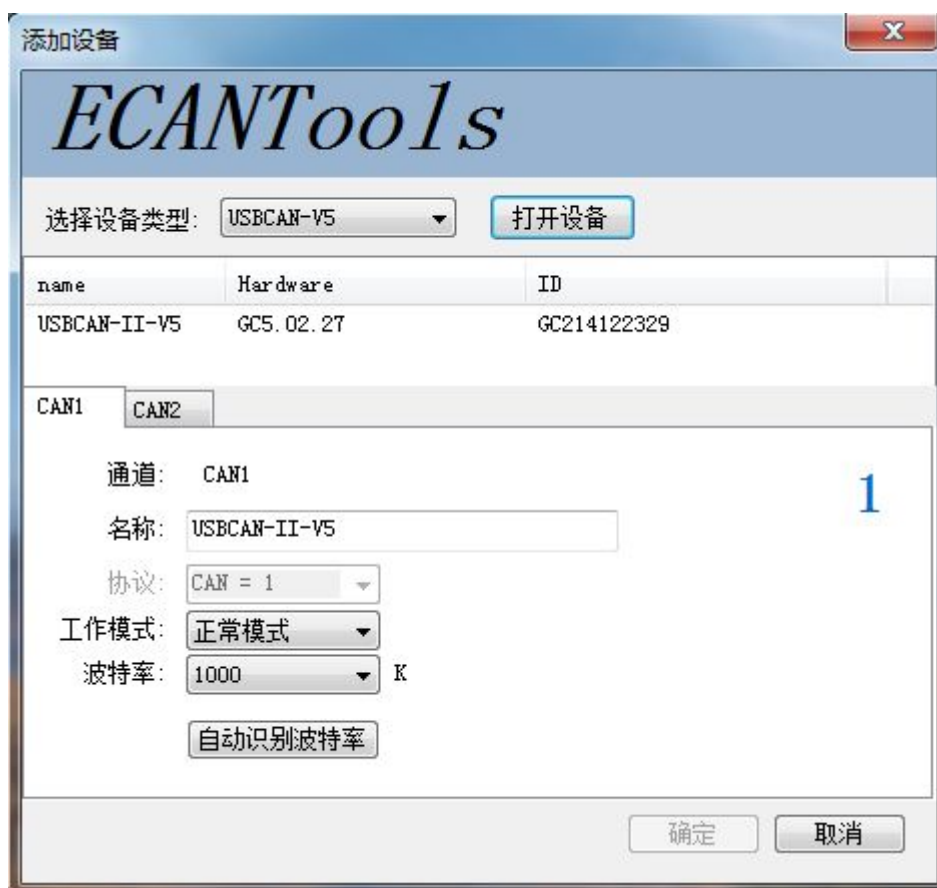 添加设备
ECANTools
选择设备类型: USBCAN-V5 打开设备
name Hardware ID
USBCAN-II-V5 GC5.02.27 GC214122329
CAN1 CAN2
通道: CAN1
1
名称: USBCAN-II-V5
协议: CAN = 1
工作模式: 正常模式
波特率: 1000 K
自动识别波特率
确定 取消